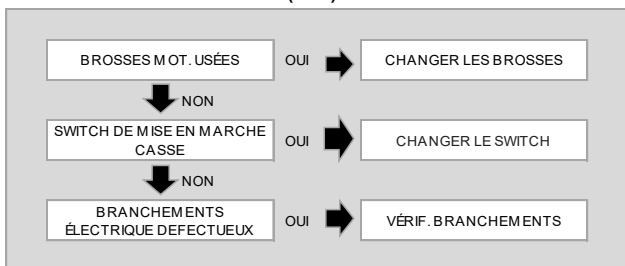 BROSSES MOT. USÉES OUI CHANGER LES BROSSES
NON
SWITCH DE MISE EN MARCHE
CASSE
OUI CHANGER LE SWITCH
NON
BRANCHEMENTS
ÉLECTRIQUE DEFECTUEUX
OUI VÉRIF. BRANCHEMENTS